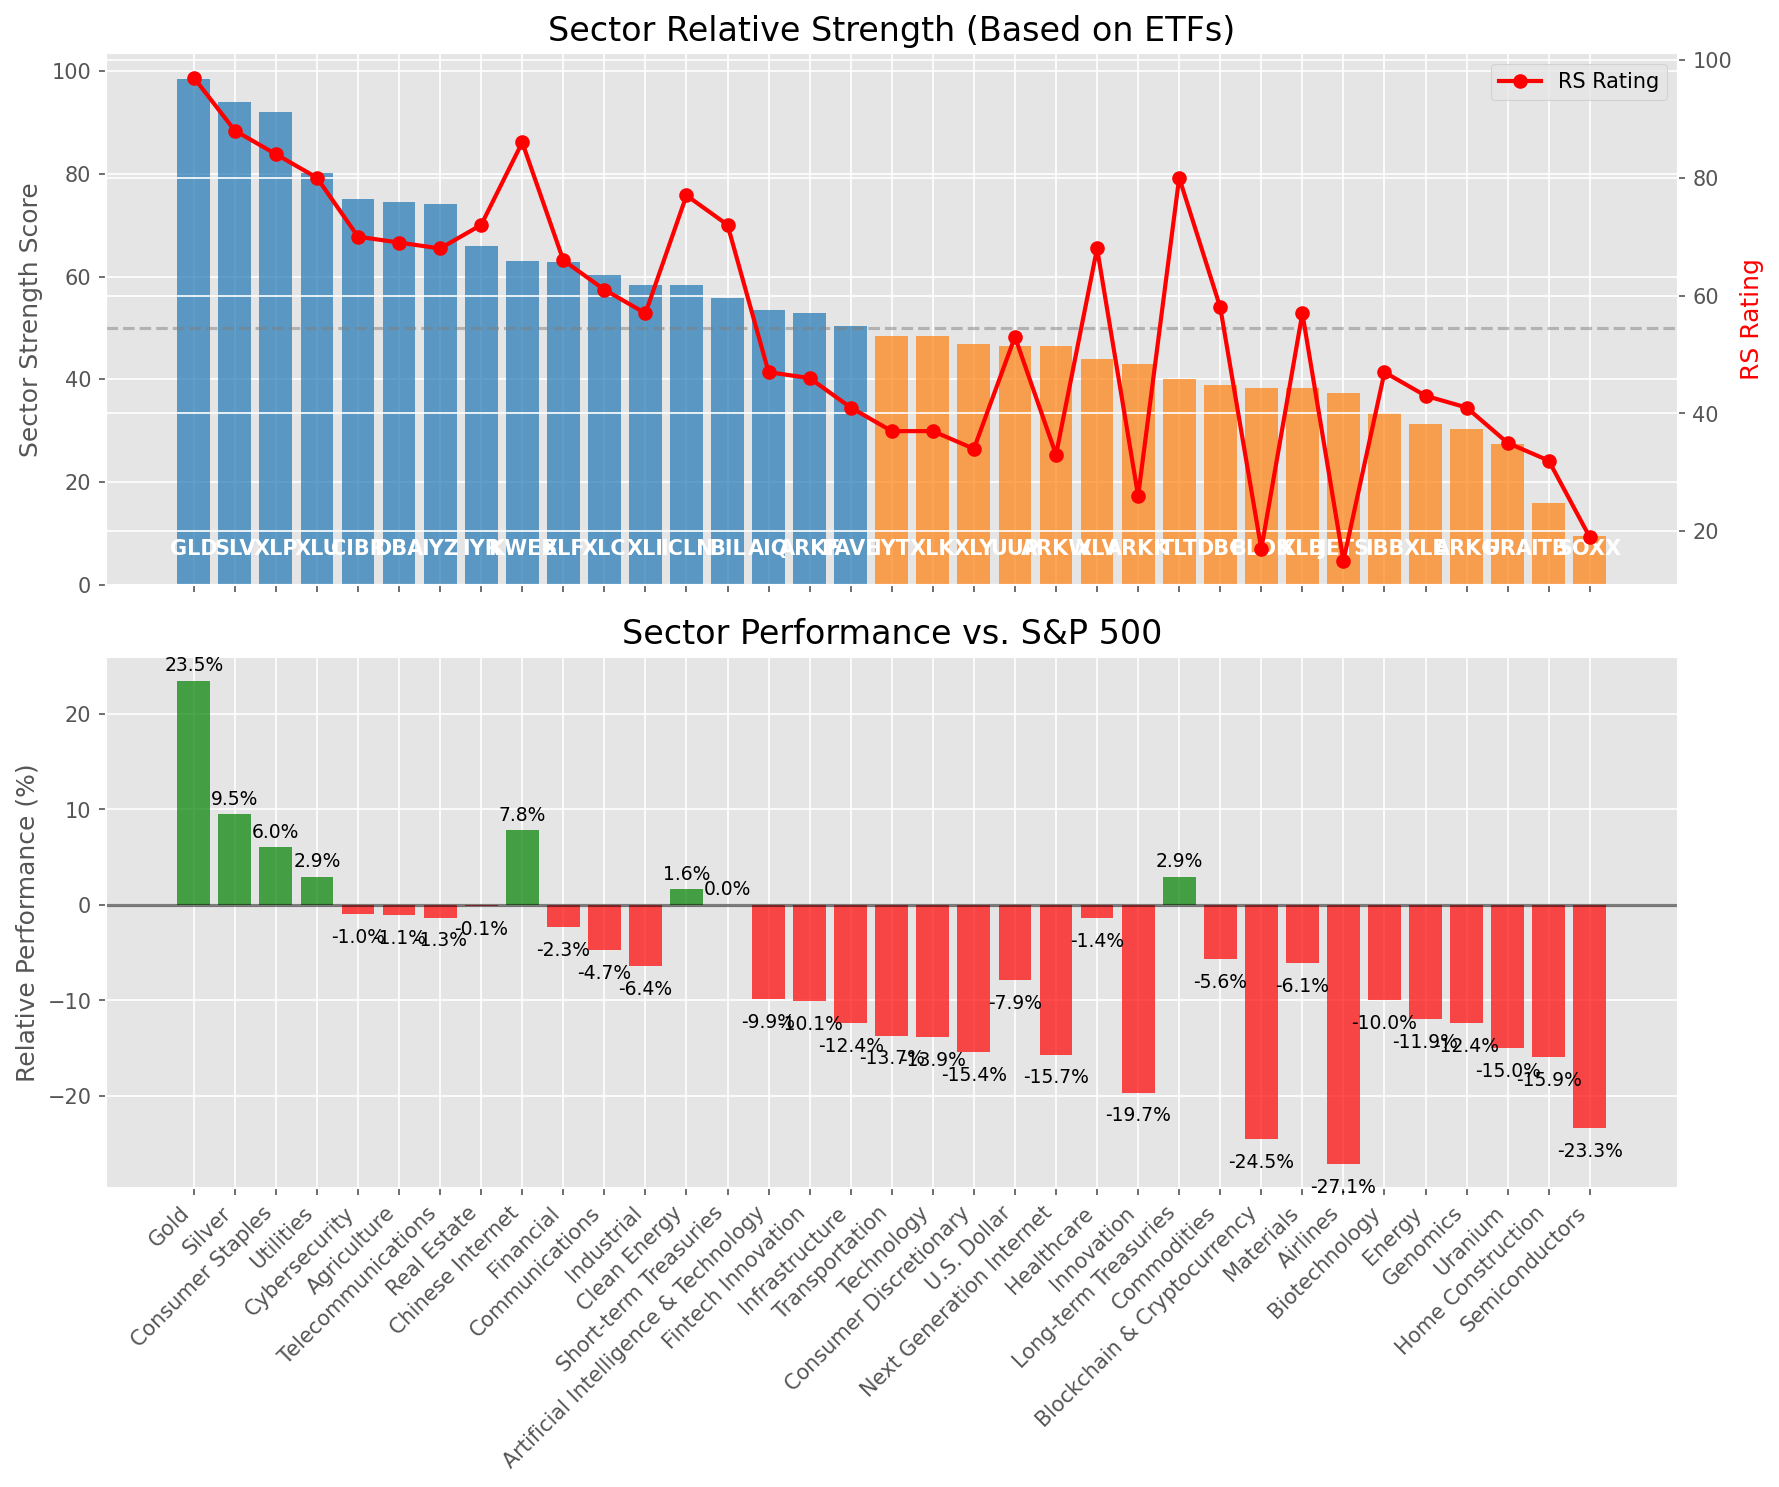 Sector Relative Strength (Based on ETFs)
RS Rating
Sector Strength Score
100
80
60
40
20
0
100
80
60
40
20
RS Rating
GLD SLV XLP XLU CIBR DBA IYZ IYR KWEB XLF XLC XLI ICLN BIL AIQ ARKF PAVE IYT XLK XLY UUP ARKW XLV ARKK TLT DBC BLOK XLB JETS IBB XLE ARKG URA ITB SOXX
Sector Performance vs. S&P 500
Relative Performance (%)
20
10
0
−10
−20
23.5%
9.5%
6.0%
2.9%
-1.0%
-1.1%
-1.3%
-0.1%
7.8%
-2.3%
-4.7%
-6.4%
1.6%
0.0%
-9.9%
-10.1%
-12.4%
-13.7%
-13.9%
-15.4%
-7.9%
-15.7%
-1.4%
-19.7%
2.9%
-5.6%
-24.5%
-6.1%
-27.1%
-10.0%
-11.9%
-12.4%
-15.0%
-15.9%
-23.3%
Gold
Silver
Consumer Staples
Utilities
Cybersecurity
Agriculture
Telecommunications
Real Estate
Chinese Internet
Financial
Communications
Industrial
Clean Energy
Short-term Treasuries
Artificial Intelligence & Technology
Fintech Innovation
Infrastructure
Transportation
Technology
Consumer Discretionary
U.S. Dollar
Next Generation Internet
Healthcare
Innovation
Long-term Treasuries
Commodities
Blockchain & Cryptocurrency
Materials
Airlines
Biotechnology
Energy
Genomics
Uranium
Home Construction
Semiconductors